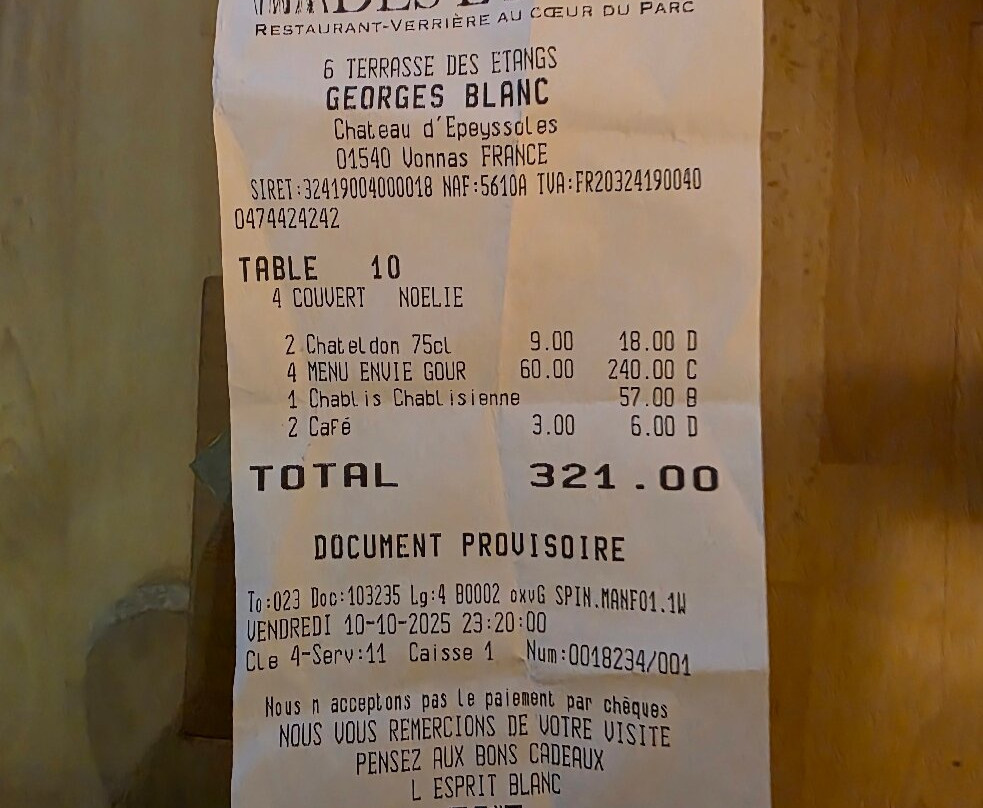 RESTAURANT-VERRIÈRE AU CŒUR DU PARC
6 TERRASSE DES ETANGS
GEORGES BLANC
Chateau d'Epeyssoles
01540 Vonnas FRANCE
SIRET:32419004000018 NAF:5610A TVA:FR20324190040
0474424242
TABLE 10
4 COUVERT NOELIE
2 Chateldon 75cl 9.00 18.00 D
4 MENU ENVIE GOUR 60.00 240.00 C
1 Chablis Chablisienne 57.00 B
2 Café 3.00 6.00 D
TOTAL 321.00
DOCUMENT PROVISOIRE
To:023 Doc:103235 Lg:4 B0002 oxvG SPIN.MANF01.1W
VENDREDI 10-10-2025 23:20:00
Cle 4-Serv:11 Caisse 1 Num:0018234/001
Nous n acceptons pas le paiement par chèques
NOUS VOUS REMERCIONS DE VOTRE VISITE
PENSEZ AUX BONS CADEAUX
L ESPRIT BLANC